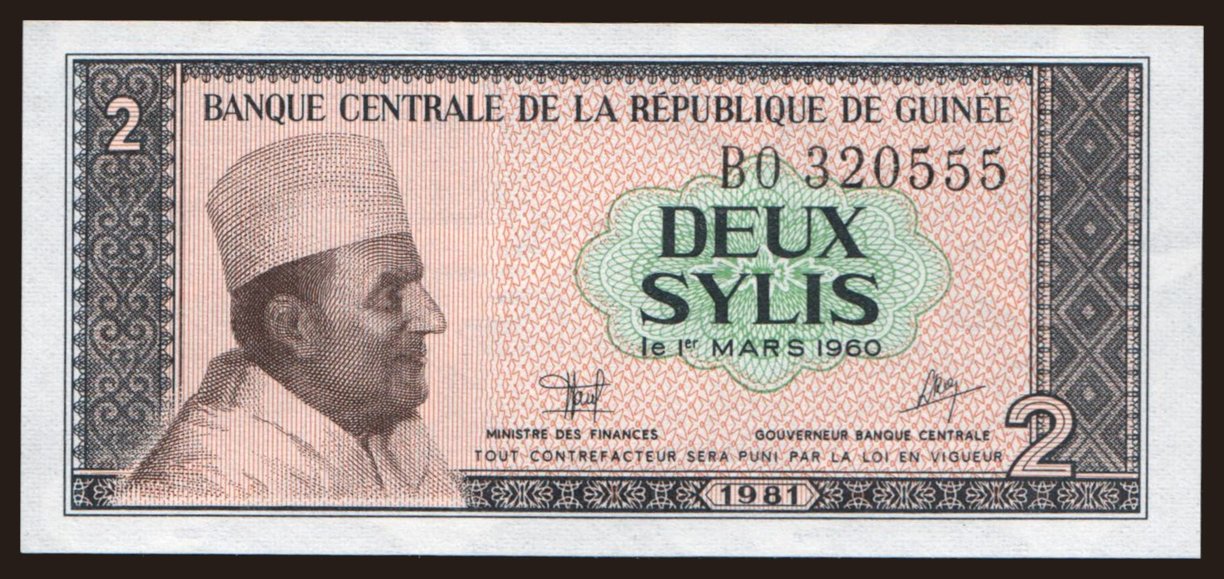 2
BANQUE CENTRALE DE LA RÉPUBLIQUE DE GUINÉE
BO 320555
DEUX
SYLIS
le 1er MARS 1960
MINISTRE DES FINANCES
GOUVERNEUR BANQUE CENTRALE
TOUT CONTREFACTEUR SERA PUNI PAR LA LOI EN VIGUEUR
2
1981